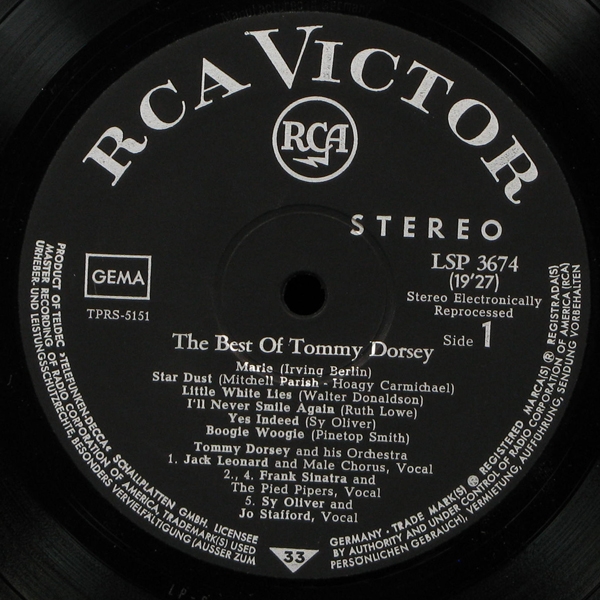 RCA VICTOR
RCA
STEREO
GEMA
TPRS-5151
LSP 3674
(19'27)
Stereo Electronically
Reprocessed
Side 1
The Best Of Tommy Dorsey
Marie (Irving Berlin)
Star Dust (Mitchell Parish - Hoagy Carmichael)
Little White Lies (Walter Donaldson)
I'll Never Smile Again (Ruth Lowe)
Yes Indeed (Sy Oliver)
Boogie Woogie (Pinetop Smith)
Tommy Dorsey and his Orchestra
1. Jack Leonard and Male Chorus, Vocal
2., 4. Frank Sinatra and
The Pied Pipers, Vocal
5. Sy Oliver and
Jo Stafford, Vocal
33
PRODUCT OF TELDEC »TELEFUNKEN-DECCA« SCHALLPLATTEN GMBH. LICENSEE
MASTER RECORDING OF RADIO CORPORATION OF AMERICA, TRADEMARK(S) USED
URHEBER. UND LEISTUNGSSCHUTZRECHTE, BESONDERS VERVIELFÄLTIGUNG (AUSSER ZUM
GERMANY · TRADE MARK(S) ® REGISTERED MARCA(S) ® REGISTRADA(S)
BY AUTHORITY AND UNDER CONTROL OF RADIO CORPORATION OF AMERICA (RCA)
PERSÖNLICHEN GEBRAUCH), VERMIETUNG, AUFFÜHRUNG, SENDUNG VORBEHALTEN